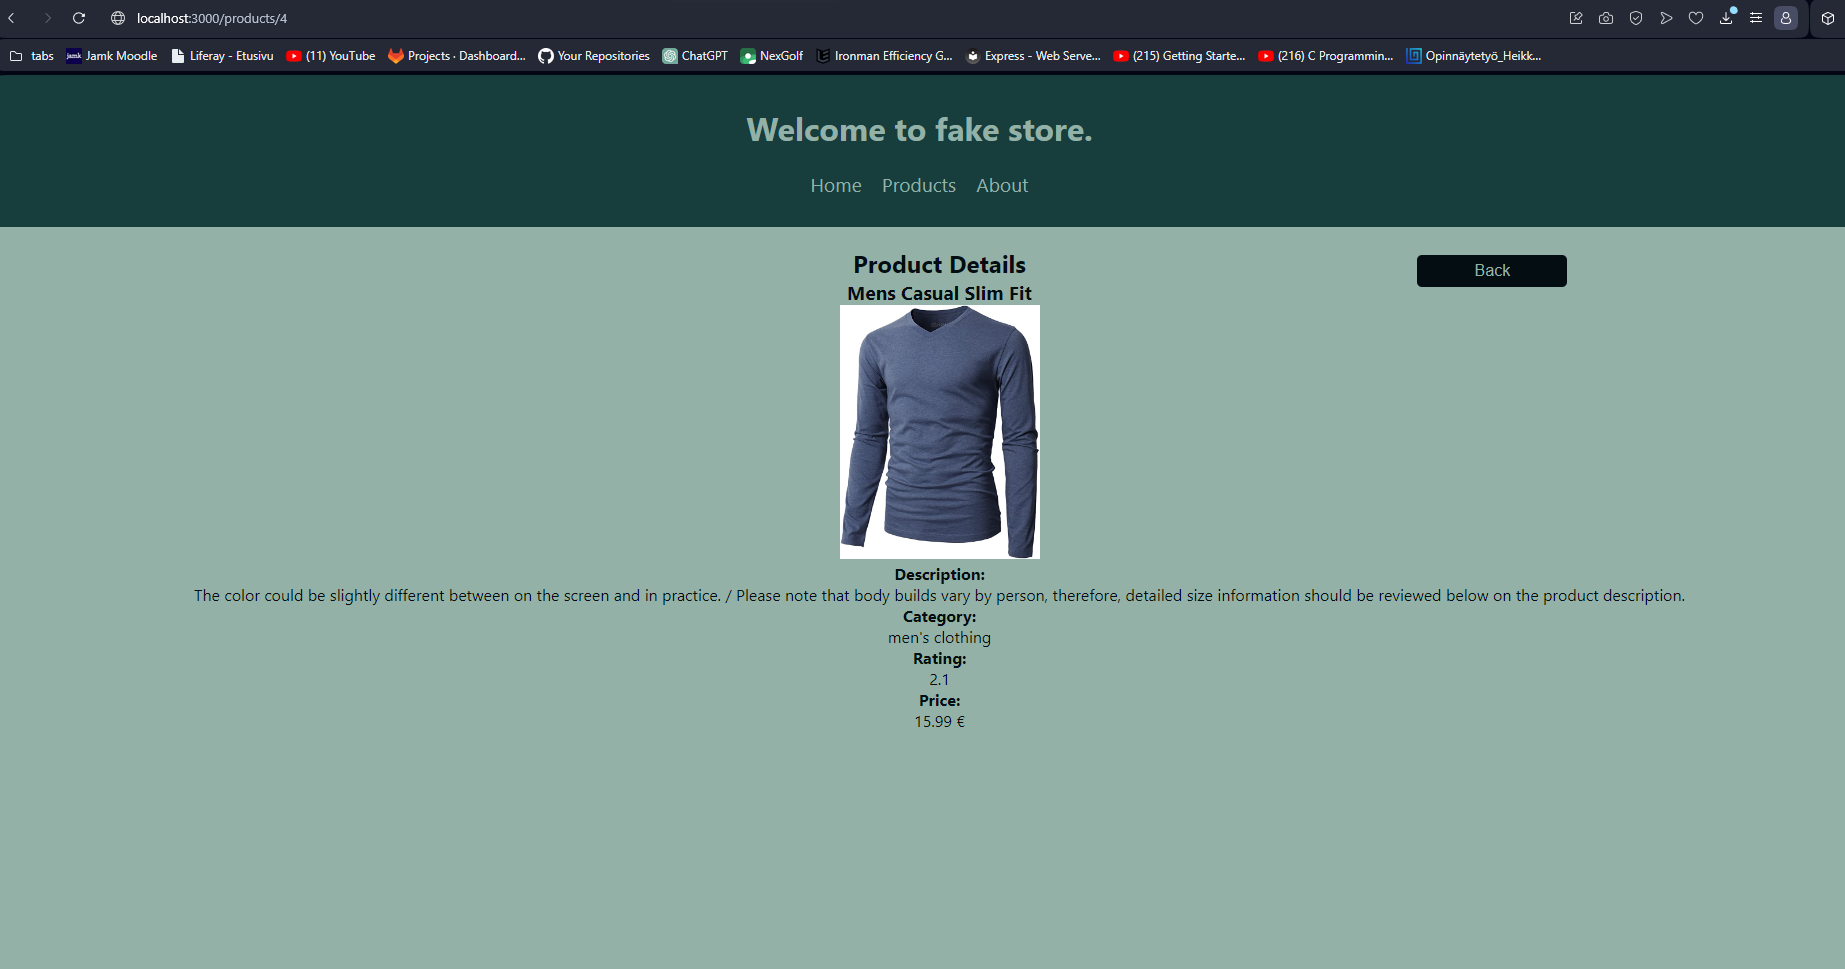 localhost:3000/products/4
tabs jamk Jamk Moodle Liferay - Etusivu (11) YouTube Projects · Dashboard... Your Repositories ChatGPT NexGolf Ironman Efficiency G... Express - Web Serve... (215) Getting Starte... (216) C Programmin... Opinnäytetyö_Heikk...
Welcome to fake store.
Home Products About
Product Details
Back
Mens Casual Slim Fit
Description:
The color could be slightly different between on the screen and in practice. / Please note that body builds vary by person, therefore, detailed size information should be reviewed below on the product description.
Category:
men's clothing
Rating:
2.1
Price:
15.99 €